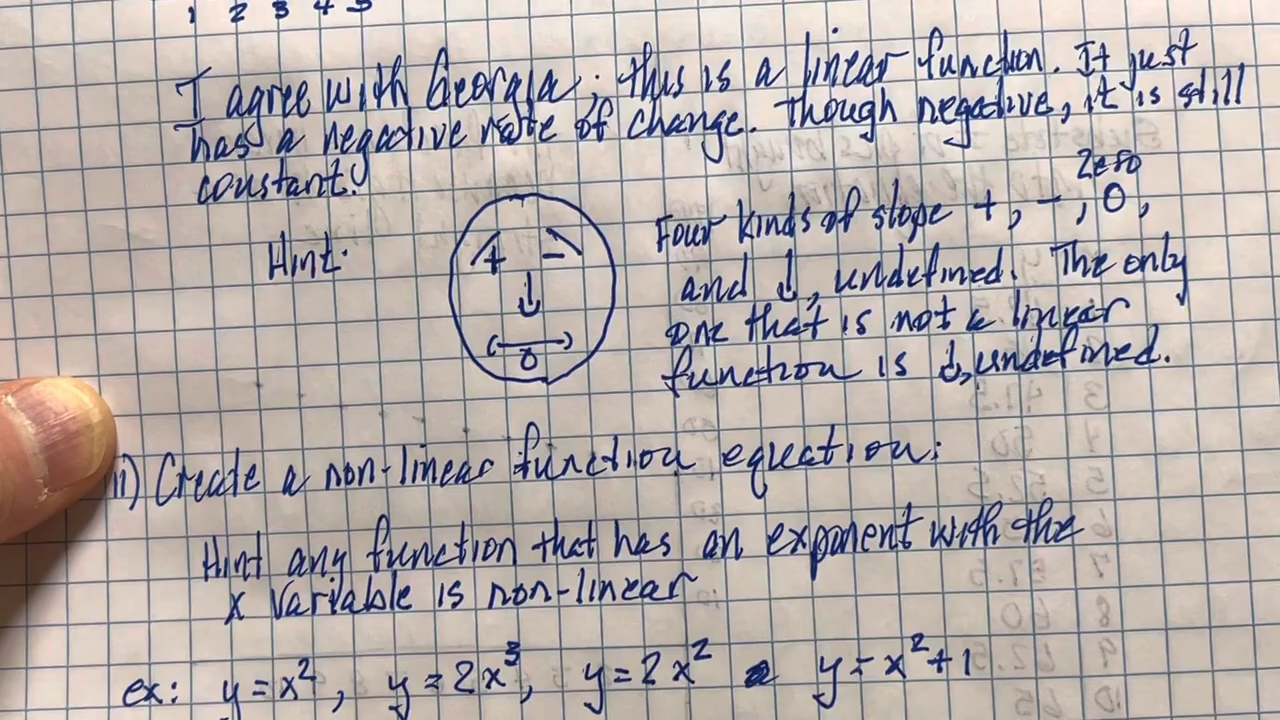 1 2 3 4 5
I agree with Georgia; this is a linear function. It just
has a negative rate of change. Though negative, it is still
constant.
Hint:
+ −
0
Zero
Four kinds of slope +, −, 0,
and ↓, undefined. The only
one that is not a linear
function is ↓, undefined.
11) Create a non-linear function equation:
Hint any function that has an exponent with the
x variable is non-linear
ex: y = x², y = 2x³, y = 2x² y = x² + 1